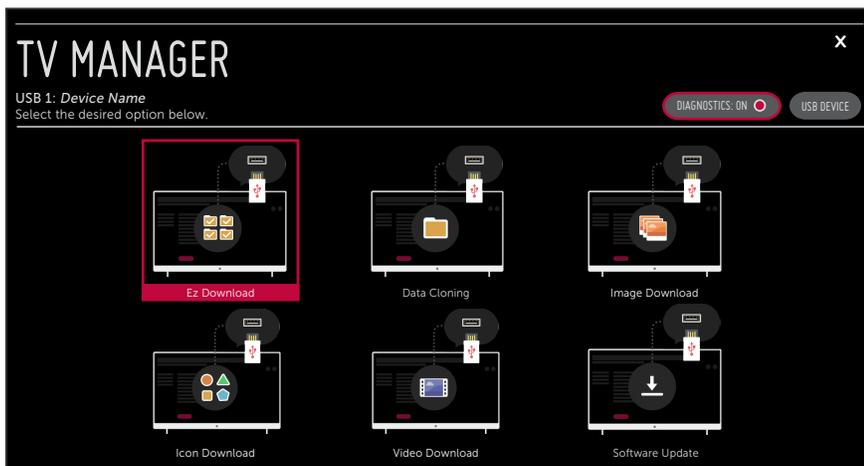 X
TV MANAGER
USB 1: Device Name
Select the desired option below.
DIAGNOSTICS: ON
USB DEVICE
Ez Download
Data Cloning
Image Download
Icon Download
Video Download
Software Update